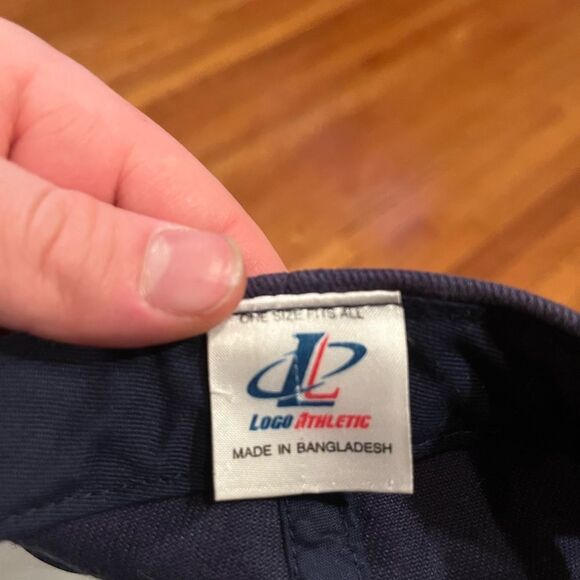 ONE SIZE FITS ALL
LOGO ATHLETIC
MADE IN BANGLADESH